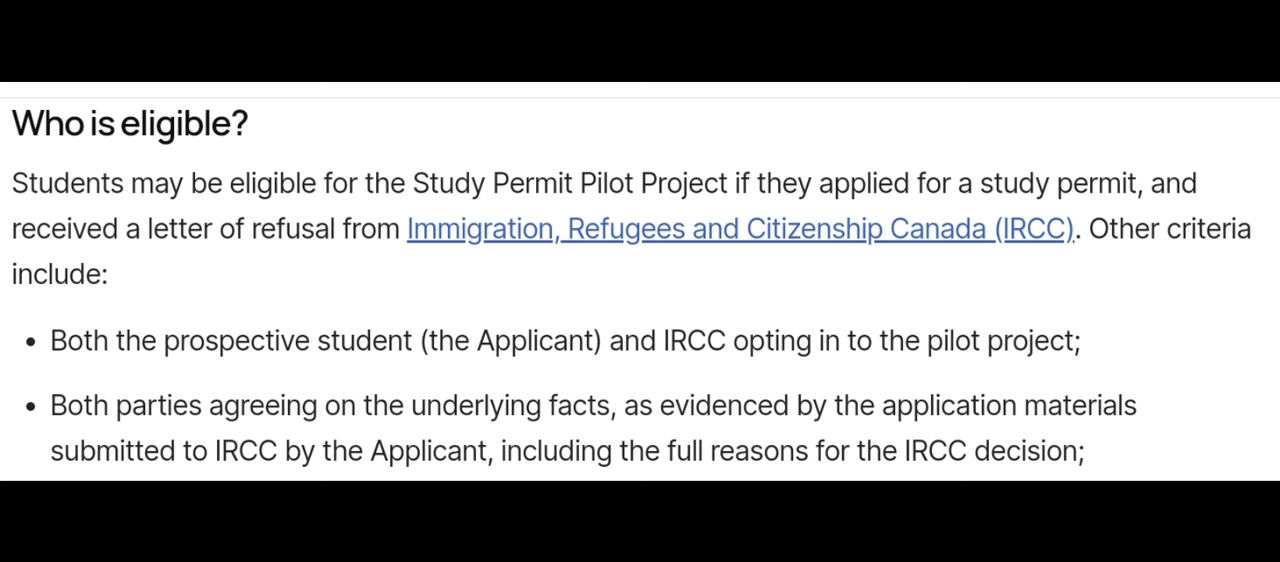 Who is eligible?
Students may be eligible for the Study Permit Pilot Project if they applied for a study permit, and
received a letter of refusal from Immigration, Refugees and Citizenship Canada (IRCC). Other criteria
include:
• Both the prospective student (the Applicant) and IRCC opting in to the pilot project;
• Both parties agreeing on the underlying facts, as evidenced by the application materials
submitted to IRCC by the Applicant, including the full reasons for the IRCC decision;